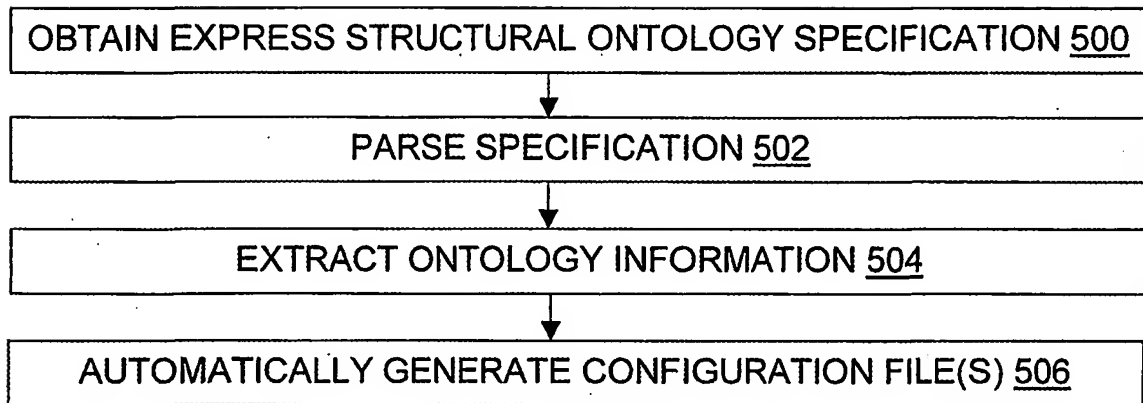 OBTAIN EXPRESS STRUCTURAL ONTOLOGY SPECIFICATION 500
PARSE SPECIFICATION 502
EXTRACT ONTOLOGY INFORMATION 504
AUTOMATICALLY GENERATE CONFIGURATION FILE(S) 506